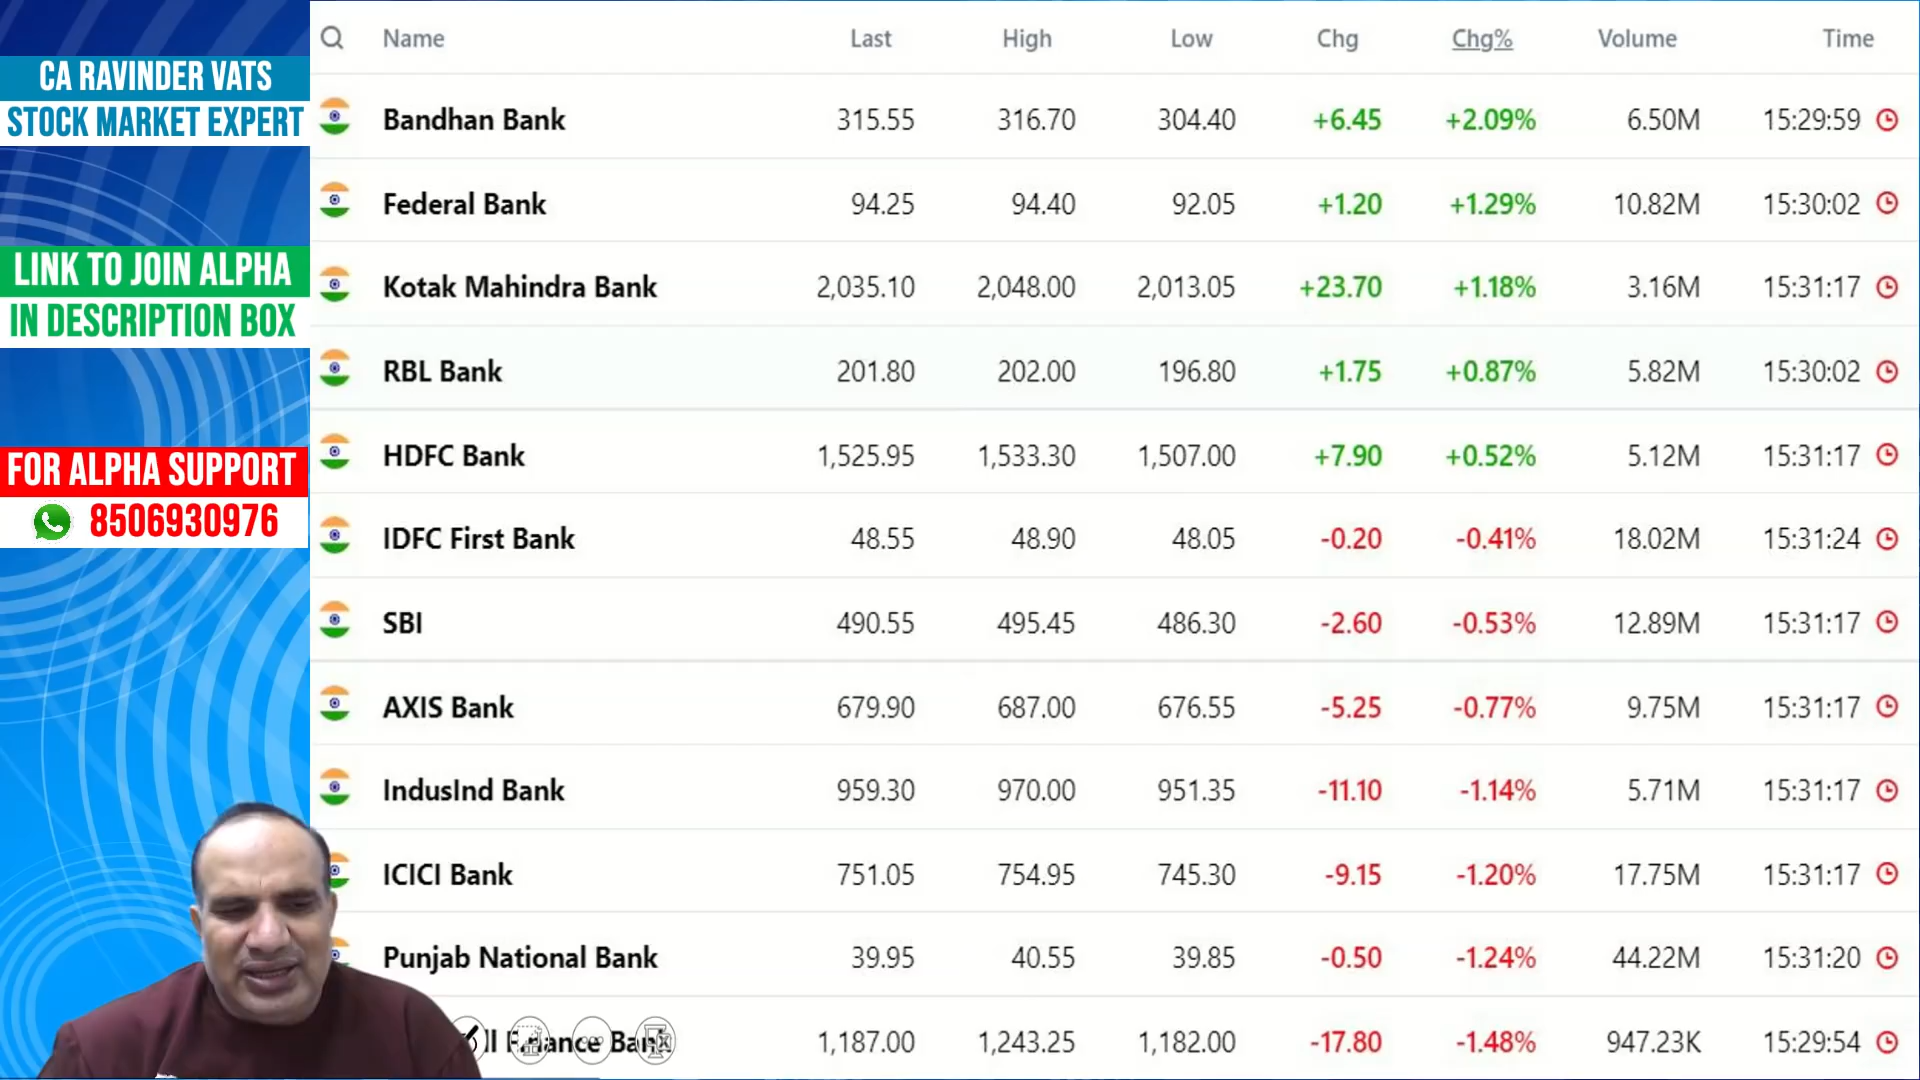 CA RAVINDER VATS
STOCK MARKET EXPERT
LINK TO JOIN ALPHA
IN DESCRIPTION BOX
FOR ALPHA SUPPORT
8506930976
Name Last High Low Chg Chg% Volume Time
Bandhan Bank 315.55 316.70 304.40 +6.45 +2.09% 6.50M 15:29:59
Federal Bank 94.25 94.40 92.05 +1.20 +1.29% 10.82M 15:30:02
Kotak Mahindra Bank 2,035.10 2,048.00 2,013.05 +23.70 +1.18% 3.16M 15:31:17
RBL Bank 201.80 202.00 196.80 +1.75 +0.87% 5.82M 15:30:02
HDFC Bank 1,525.95 1,533.30 1,507.00 +7.90 +0.52% 5.12M 15:31:17
IDFC First Bank 48.55 48.90 48.05 -0.20 -0.41% 18.02M 15:31:24
SBI 490.55 495.45 486.30 -2.60 -0.53% 12.89M 15:31:17
AXIS Bank 679.90 687.00 676.55 -5.25 -0.77% 9.75M 15:31:17
IndusInd Bank 959.30 970.00 951.35 -11.10 -1.14% 5.71M 15:31:17
ICICI Bank 751.05 754.95 745.30 -9.15 -1.20% 17.75M 15:31:17
Punjab National Bank 39.95 40.55 39.85 -0.50 -1.24% 44.22M 15:31:20
1,187.00 1,243.25 1,182.00 -17.80 -1.48% 947.23K 15:29:54